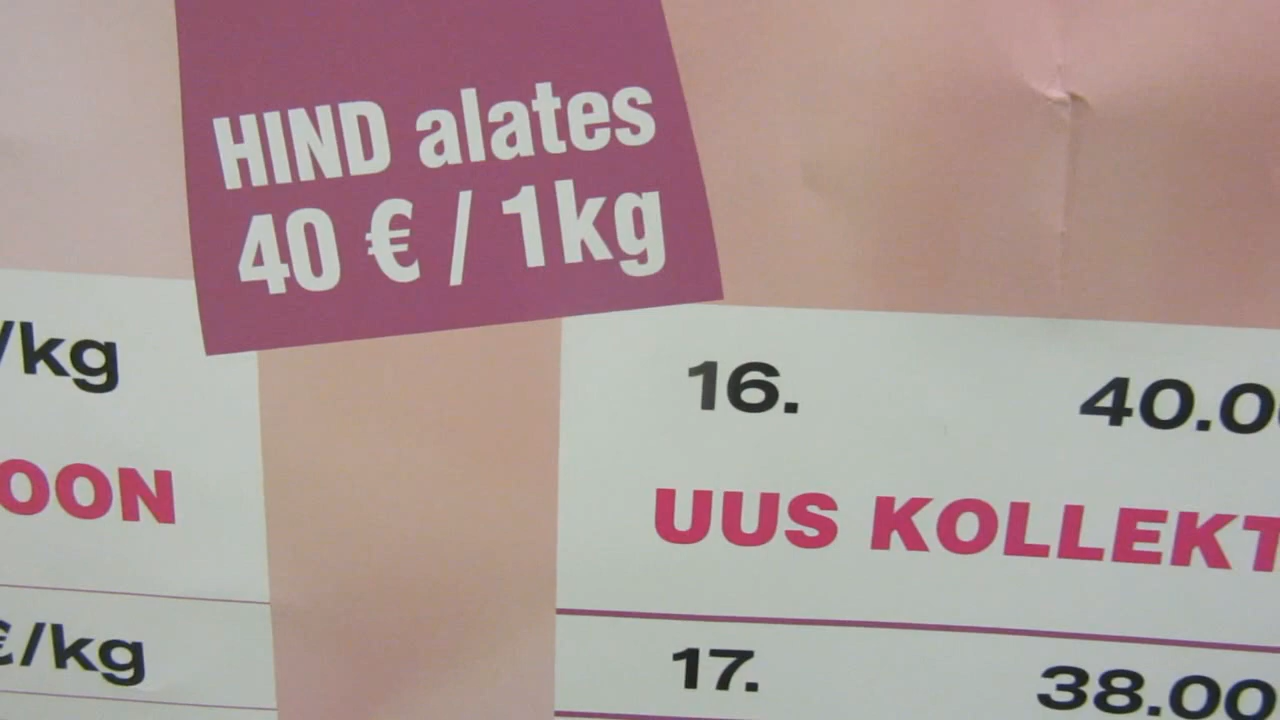 HIND alates
40 € / 1kg
/kg
OON
€/kg
16. 40.0
UUS KOLLEKT
17. 38.00